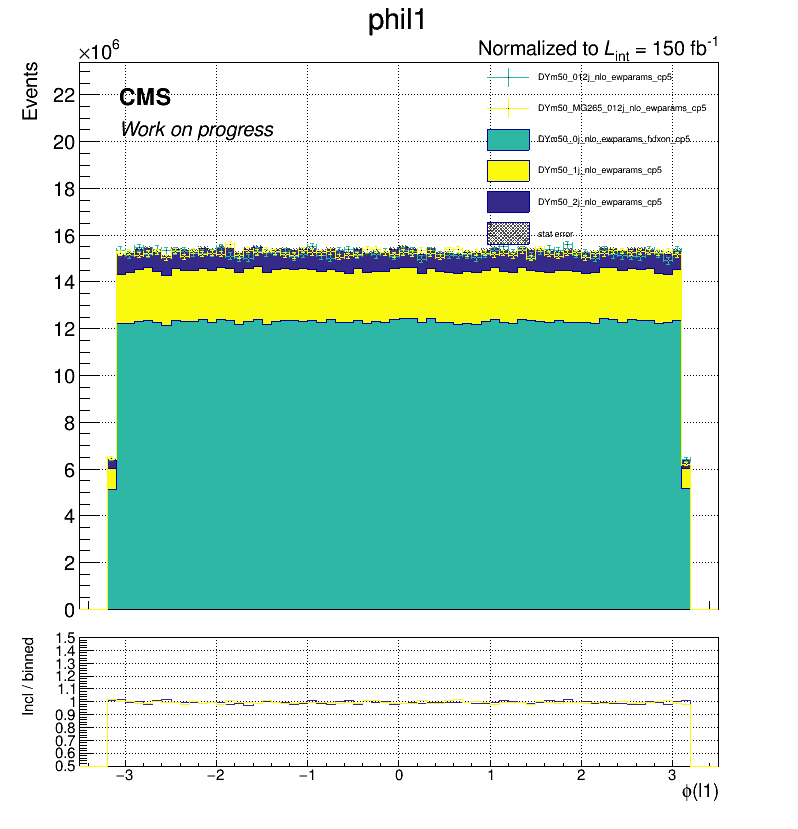 phil1
×10⁶
Normalized to L_int = 150 fb⁻¹
Events
CMS
Work on progress
DYm50_012j_nlo_ewparams_cp5
DYm50_MG265_012j_nlo_ewparams_cp5
DYm50_0j_nlo_ewparams_fxfxon_cp5
DYm50_1j_nlo_ewparams_cp5
DYm50_2j_nlo_ewparams_cp5
stat error
22
20
18
16
14
12
10
8
6
4
2
0
Incl / binned
1.5
1.4
1.3
1.2
1.1
1
0.9
0.8
0.7
0.6
0.5
−3 −2 −1 0 1 2 3
ϕ(l1)